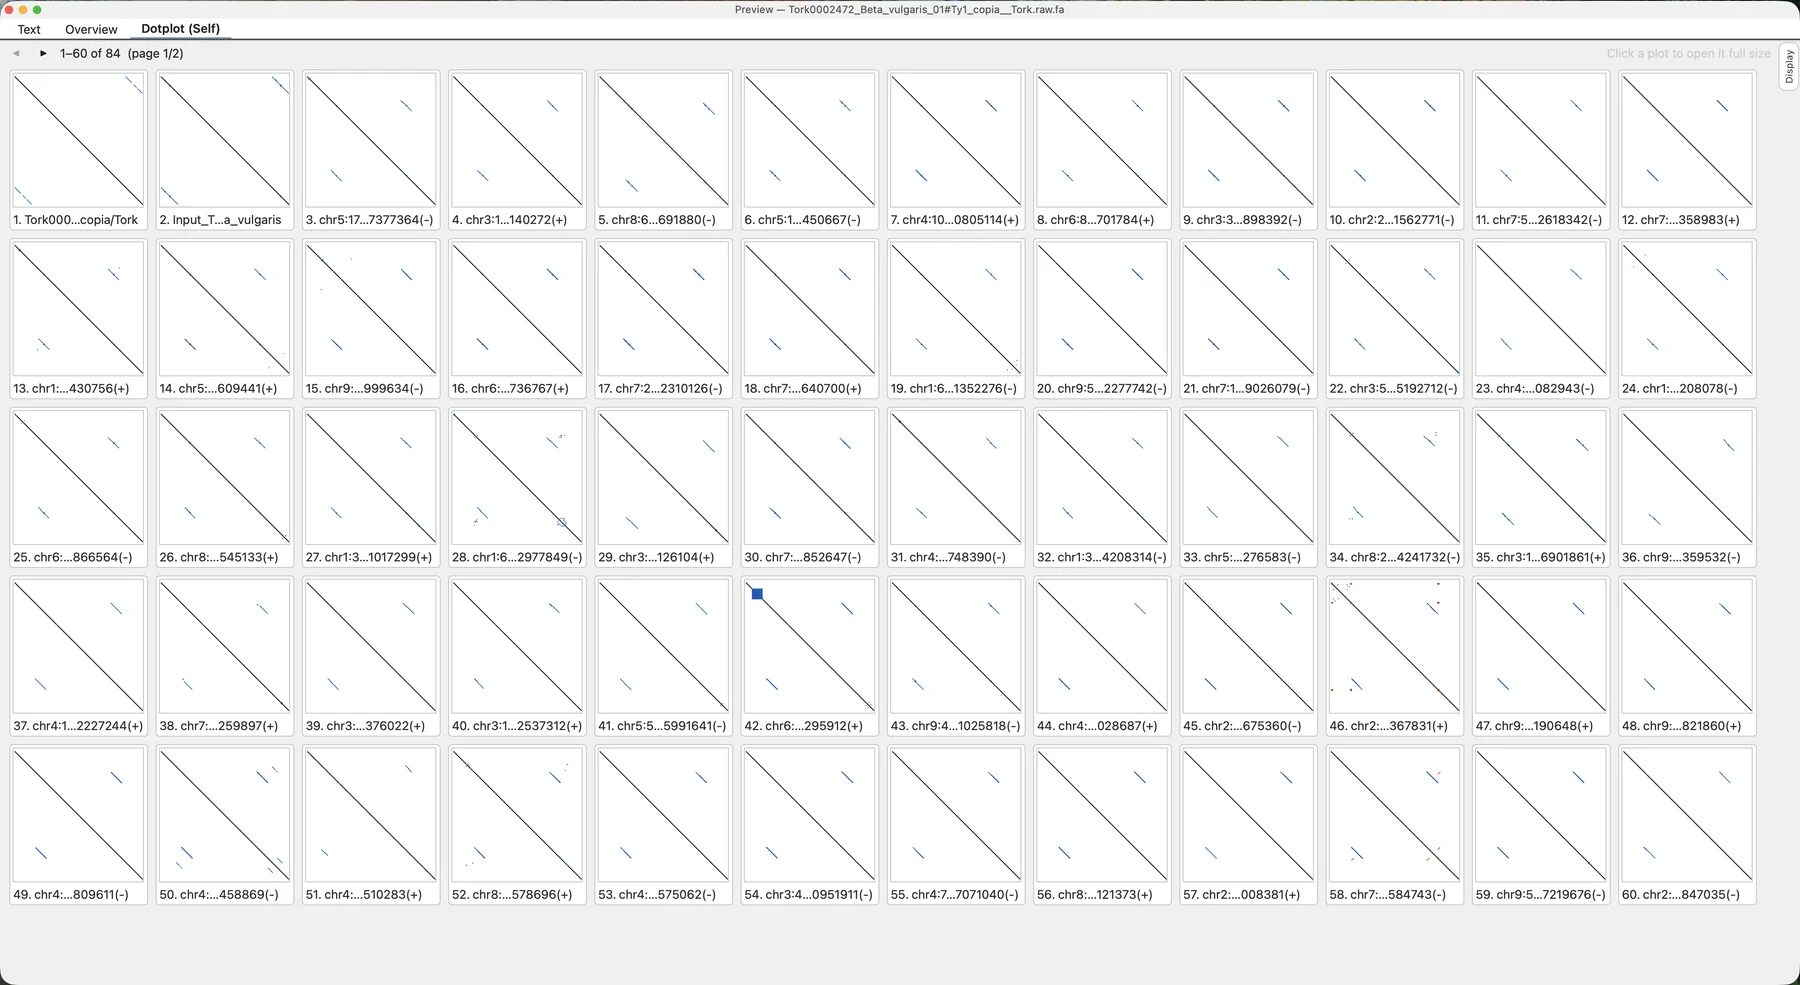 Preview — Tork0002472_Beta_vulgaris_01#Ty1_copia__Tork.raw.fa
Text Overview Dotplot (Self)
◄ ► 1–60 of 84 (page 1/2) Click a plot to open it full size
Display
1. Tork000...copia/Tork 2. Input_T...a_vulgaris 3. chr5:17...7377364(-) 4. chr3:1...140272(+) 5. chr8:6...691880(-) 6. chr5:1...450667(-) 7. chr4:10...0805114(+) 8. chr6:8...701784(+) 9. chr3:3...898392(-) 10. chr2:2...1562771(-) 11. chr7:5...2618342(-) 12. chr7:...358983(+)
13. chr1:...430756(+) 14. chr5:...609441(+) 15. chr9:...999634(-) 16. chr6:...736767(+) 17. chr7:2...2310126(-) 18. chr7:...640700(+) 19. chr1:6...1352276(-) 20. chr9:5...2277742(-) 21. chr7:1...9026079(-) 22. chr3:5...5192712(-) 23. chr4:...082943(-) 24. chr1:...208078(-)
25. chr6:...866564(-) 26. chr8:...545133(+) 27. chr1:3...1017299(+) 28. chr1:6...2977849(-) 29. chr3:...126104(+) 30. chr7:...852647(-) 31. chr4:...748390(-) 32. chr1:3...4208314(-) 33. chr5:...276583(-) 34. chr8:2...4241732(-) 35. chr3:1...6901861(+) 36. chr9:...359532(-)
37. chr4:1...2227244(+) 38. chr7:...259897(+) 39. chr3:...376022(+) 40. chr3:1...2537312(+) 41. chr5:5...5991641(-) 42. chr6:...295912(+) 43. chr9:4...1025818(-) 44. chr4:...028687(+) 45. chr2:...675360(-) 46. chr2:...367831(+) 47. chr9:...190648(+) 48. chr9:...821860(+)
49. chr4:...809611(-) 50. chr4:...458869(-) 51. chr4:...510283(+) 52. chr8:...578696(+) 53. chr4:...575062(-) 54. chr3:4...0951911(-) 55. chr4:7...7071040(-) 56. chr8:...121373(+) 57. chr2:...008381(+) 58. chr7:...584743(-) 59. chr9:5...7219676(-) 60. chr2:...847035(-)